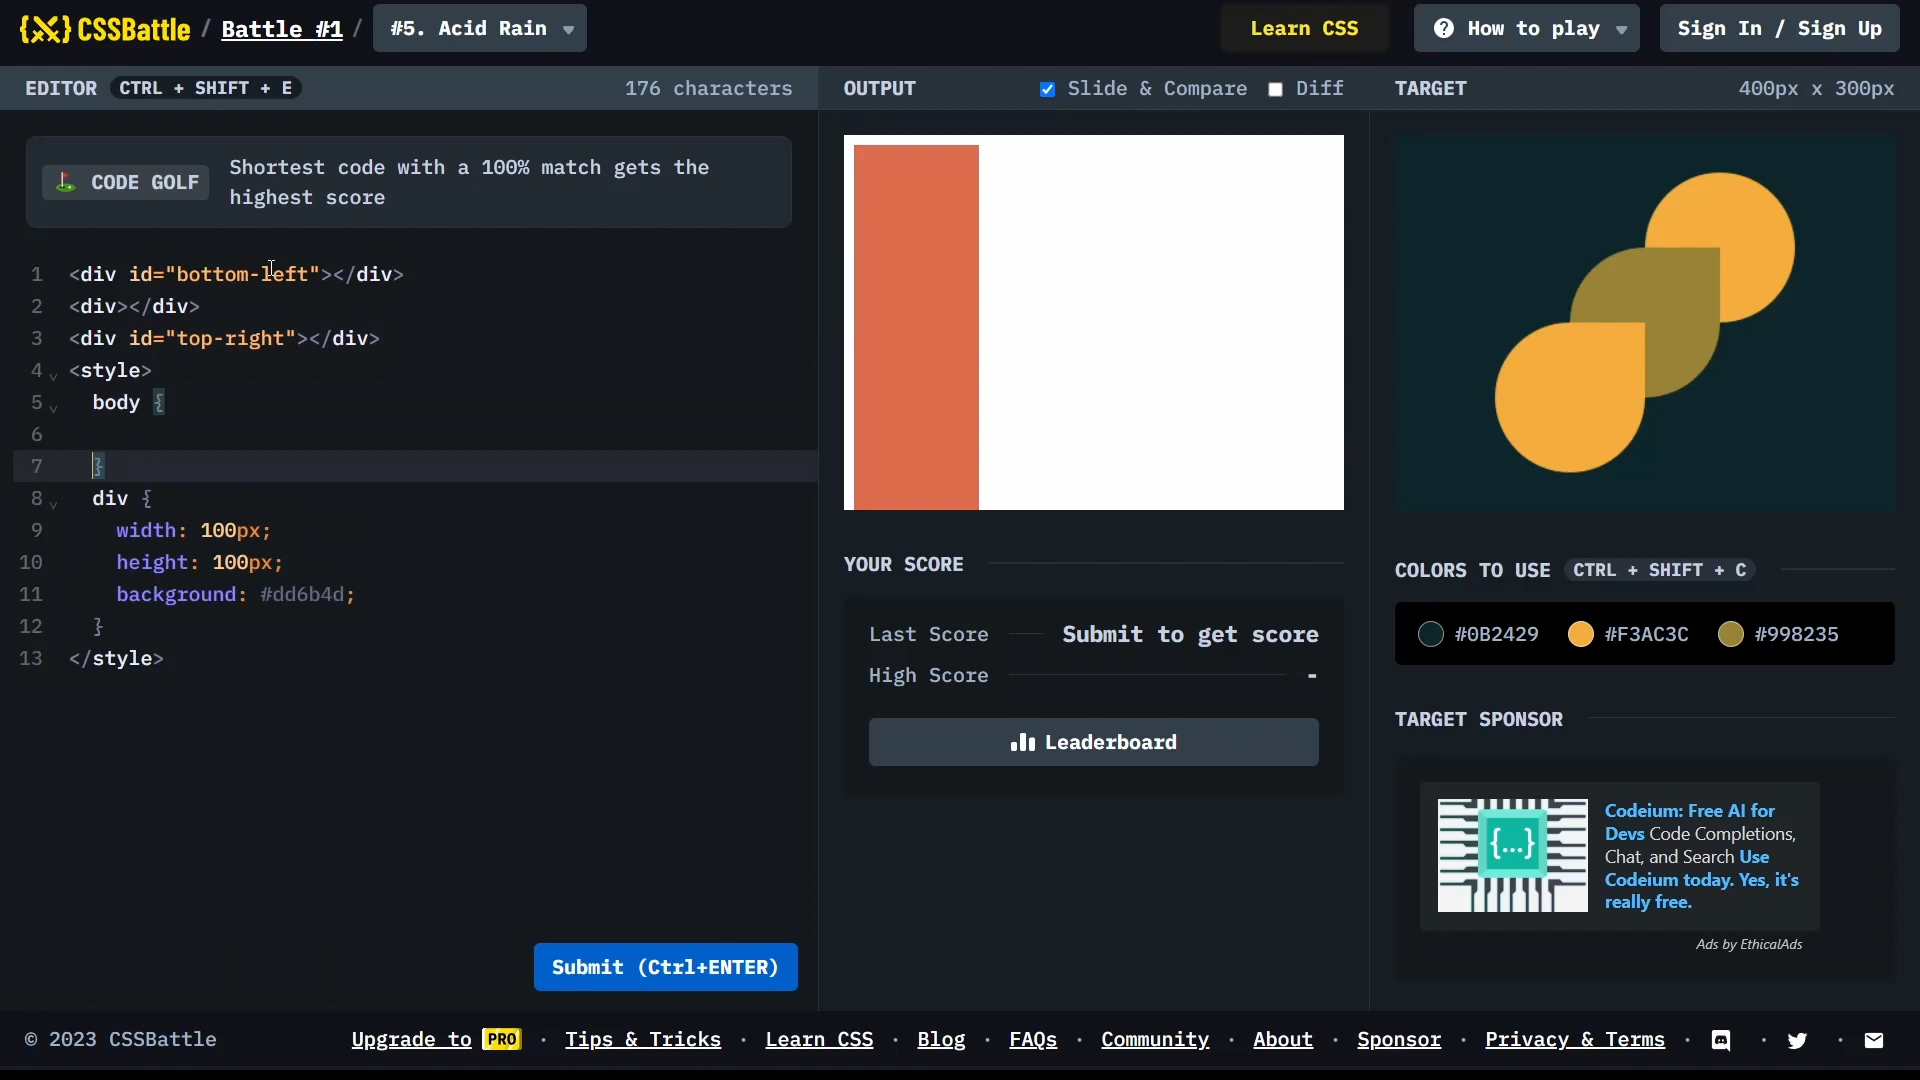 {X} CSSBattle / Battle #1 / #5. Acid Rain
Learn CSS
How to play
Sign In / Sign Up
EDITOR CTRL + SHIFT + E 176 characters
CODE GOLF
Shortest code with a 100% match gets the
highest score
1 <div id="bottom-left"></div>
2 <div></div>
3 <div id="top-right"></div>
4 <style>
5 body {
6
7 }
8 div {
9 width: 100px;
10 height: 100px;
11 background: #dd6b4d;
12 }
13 </style>
Submit (Ctrl+ENTER)
OUTPUT Slide & Compare Diff
YOUR SCORE
Last Score Submit to get score
High Score -
Leaderboard
TARGET 400px x 300px
COLORS TO USE CTRL + SHIFT + C
#0B2429 #F3AC3C #998235
TARGET SPONSOR
{...}
Codeium: Free AI for
Devs Code Completions,
Chat, and Search Use
Codeium today. Yes, it's
really free.
Ads by EthicalAds
© 2023 CSSBattle
Upgrade to PRO · Tips & Tricks · Learn CSS · Blog · FAQs · Community · About · Sponsor · Privacy & Terms · · ·